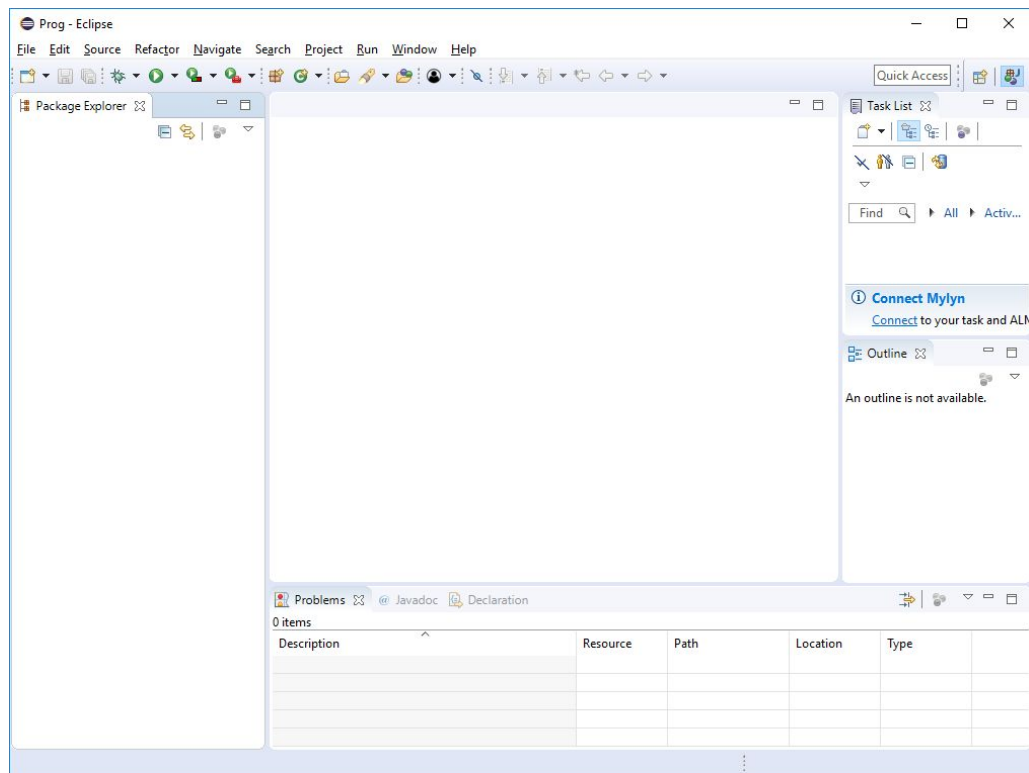 Prog - Eclipse
File Edit Source Refactor Navigate Search Project Run Window Help
Quick Access
Package Explorer
Task List
Find All Activ...
Connect Mylyn
Connect to your task and ALM
Outline
An outline is not available.
Problems @ Javadoc Declaration
0 items
Description Resource Path Location Type